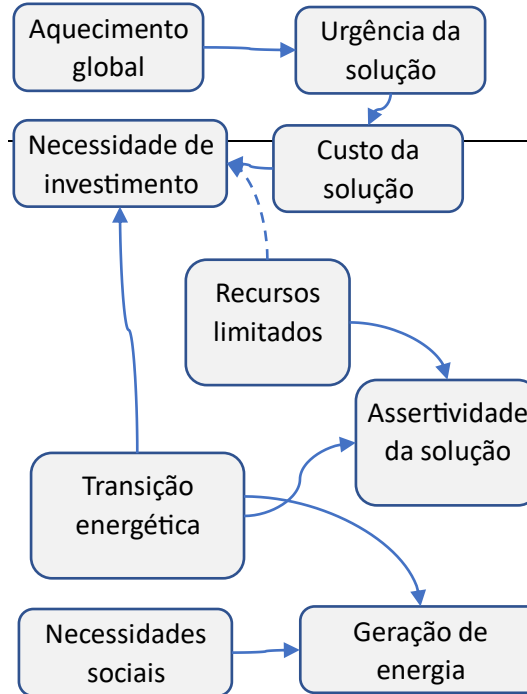 Aquecimento
global
Urgência da
solução
Necessidade de
investimento
Custo da
solução
Recursos
limitados
Assertividade
da solução
Transição
energética
Necessidades
sociais
Geração de
energia